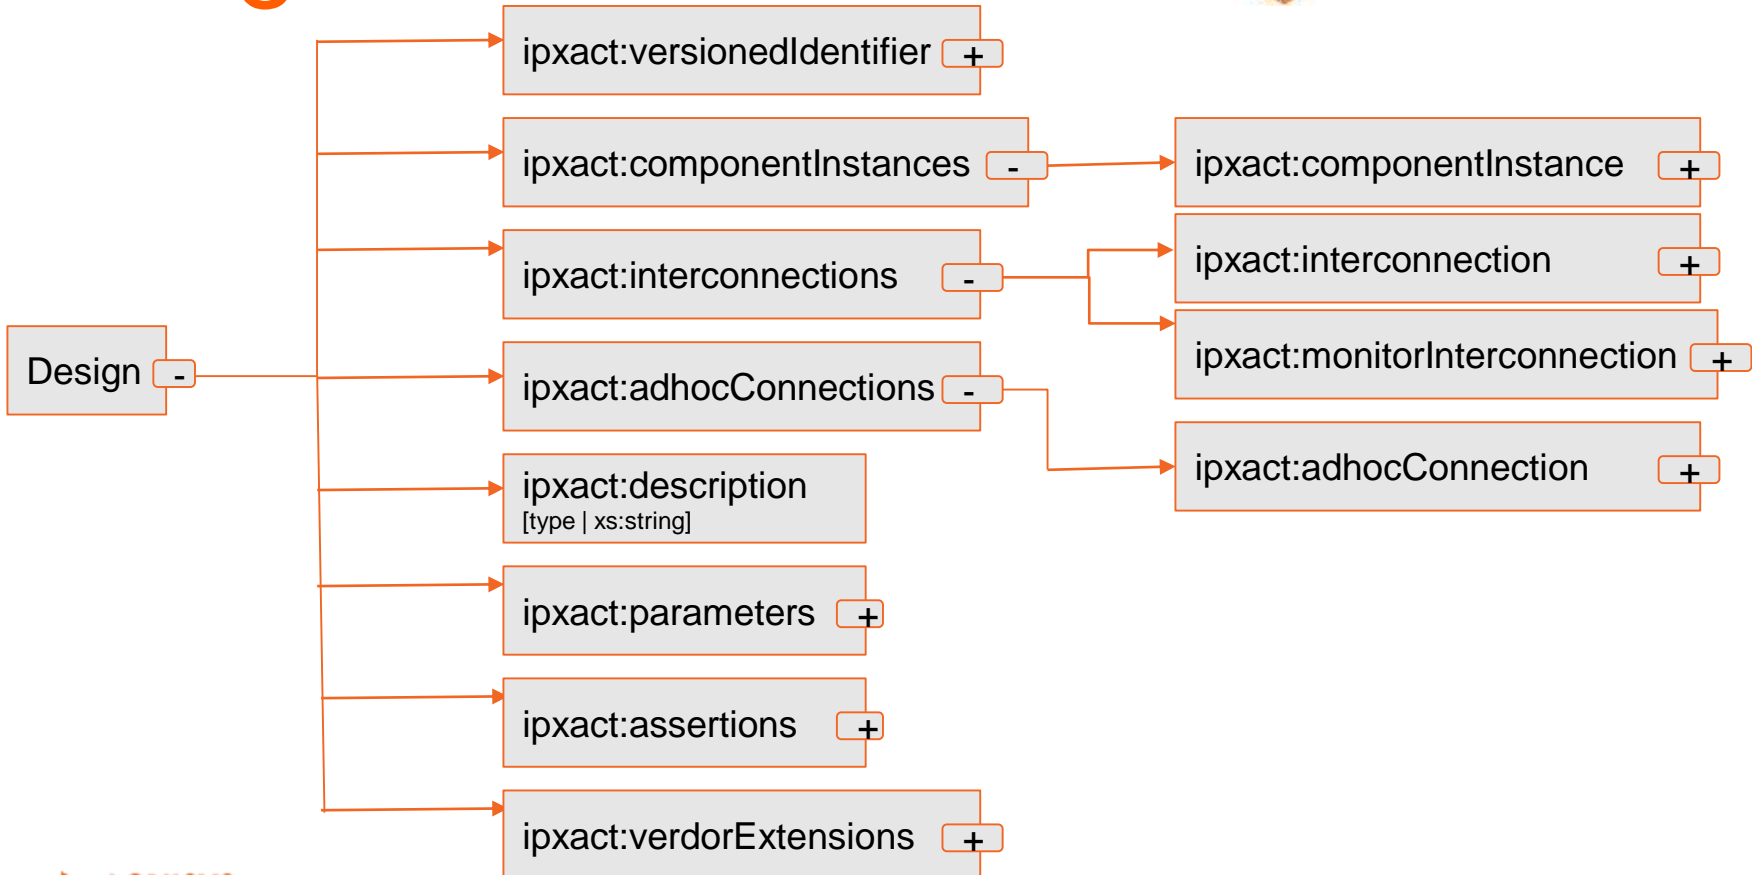 ipxact:versionedIdentifier +
ipxact:componentInstances -
ipxact:componentInstance +
ipxact:interconnections -
ipxact:interconnection +
ipxact:monitorInterconnection +
Design -
ipxact:adhocConnections -
ipxact:adhocConnection +
ipxact:description
[type | xs:string]
ipxact:parameters +
ipxact:assertions +
ipxact:verdorExtensions +